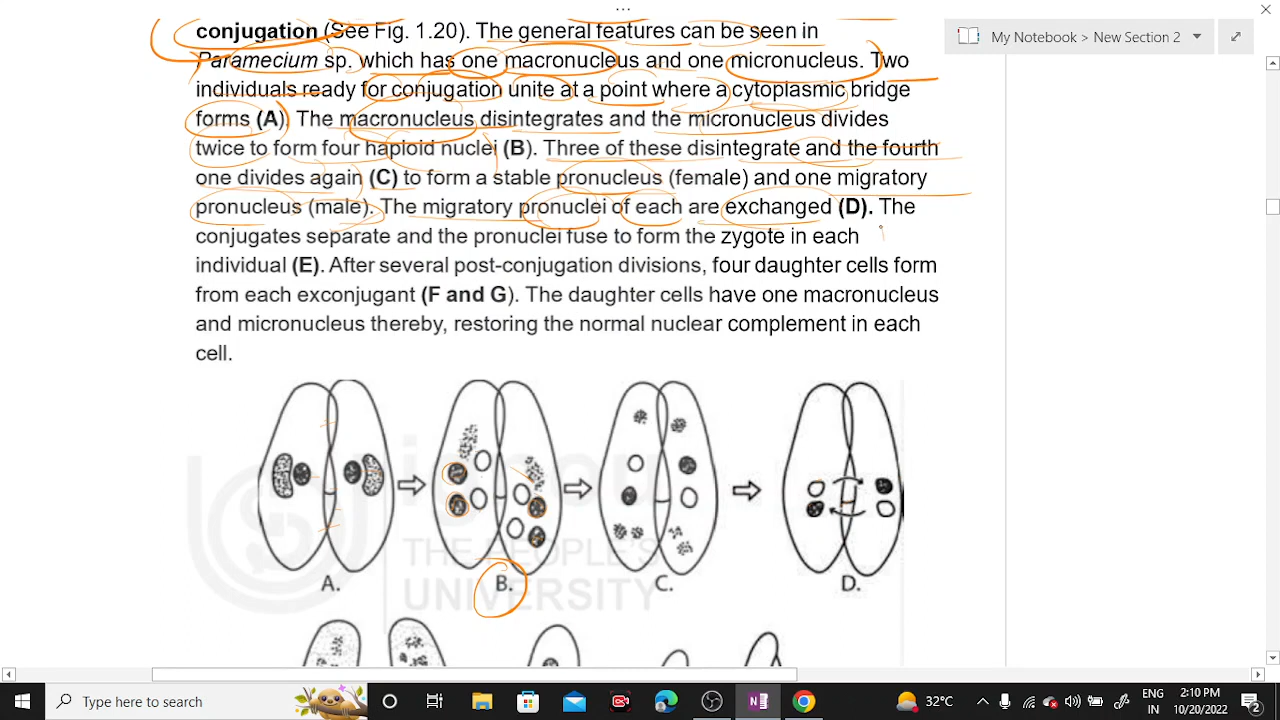 ...
conjugation (See Fig. 1.20). The general features can be seen in
My Notebook > New Section 2
Paramecium sp. which has one macronucleus and one micronucleus. Two
individuals ready for conjugation unite at a point where a cytoplasmic bridge
forms (A). The macronucleus disintegrates and the micronucleus divides
twice to form four haploid nuclei (B). Three of these disintegrate and the fourth
one divides again (C) to form a stable pronucleus (female) and one migratory
pronucleus (male). The migratory pronuclei of each are exchanged (D). The
conjugates separate and the pronuclei fuse to form the zygote in each
individual (E). After several post-conjugation divisions, four daughter cells form
from each exconjugant (F and G). The daughter cells have one macronucleus
and micronucleus thereby, restoring the normal nuclear complement in each
cell.
ignou
THE PEOPLE'S
UNIVERSITY
A.
B.
C.
D.
Type here to search
32°C
ENG
IN
2:10 PM
10/20/2022
2